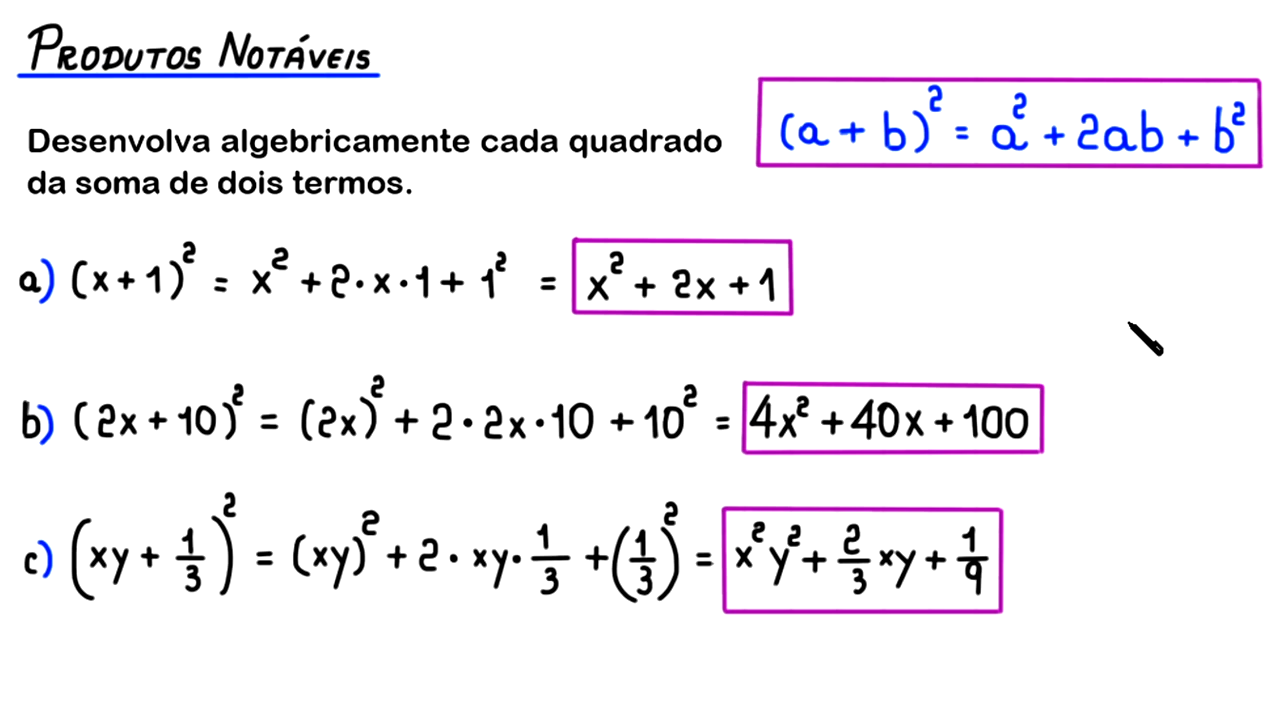 PRODUTOS NOTÁVEIS
(a + b)² = a² + 2ab + b²
Desenvolva algebricamente cada quadrado
da soma de dois termos.
a) (x + 1)² = x² + 2 · x · 1 + 1² = x² + 2x + 1
b) (2x + 10)² = (2x)² + 2 · 2x · 10 + 10² = 4x² + 40x + 100
c) (xy + 1/3)² = (xy)² + 2 · xy · 1/3 + (1/3)² = x²y² + 2/3 xy + 1/9